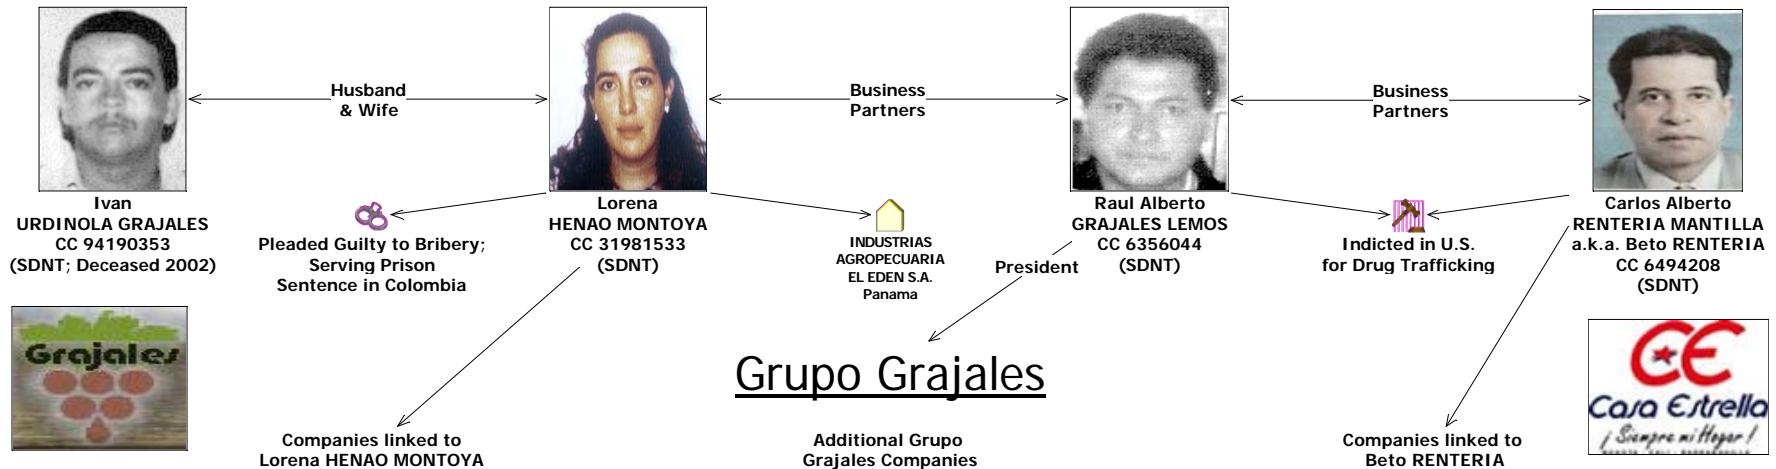 Husband
& Wife
Business
Partners
Business
Partners
Ivan
URDINOLA GRAJALES
CC 94190353
(SDNT; Deceased 2002)
Pleaded Guilty to Bribery;
Serving Prison
Sentence in Colombia
Lorena
HENAO MONTOYA
CC 31981533
(SDNT)
INDUSTRIAS
AGROPECUARIA
EL EDEN S.A.
Panama
President
Raul Alberto
GRAJALES LEMOS
CC 6356044
(SDNT)
Indicted in U.S.
for Drug Trafficking
Carlos Alberto
RENTERIA MANTILLA
a.k.a. Beto RENTERIA
CC 6494208
(SDNT)
Grajales
Grupo Grajales
CE
Casa Estrella
¡Siempre mi Hogar!
BOGOTA - CALI - BARRANQUILLA
Companies linked to
Lorena HENAO MONTOYA
Additional Grupo
Grajales Companies
Companies linked to
Beto RENTERIA